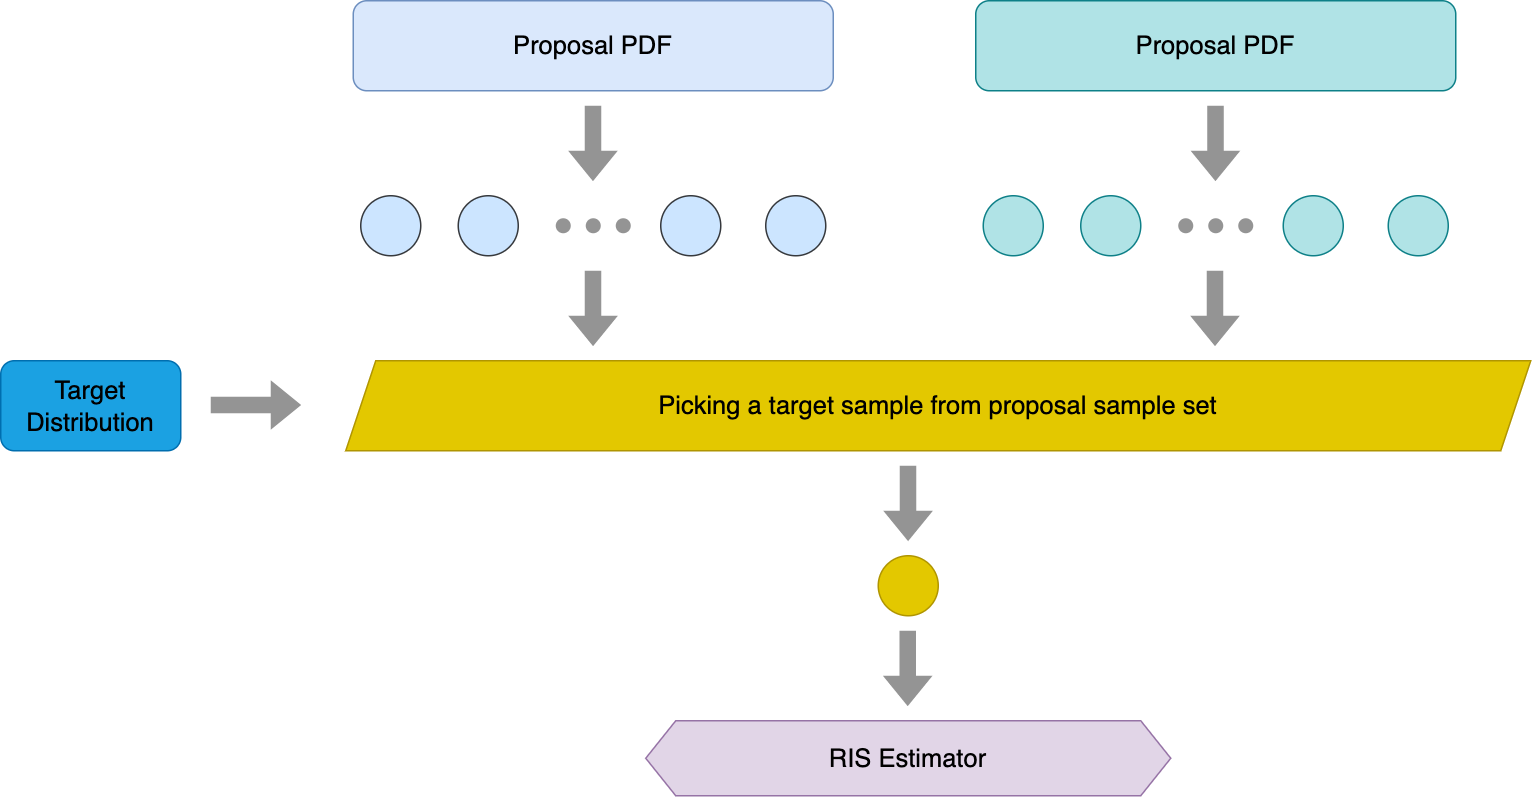 Proposal PDF
Proposal PDF
Target
Distribution
Picking a target sample from proposal sample set
RIS Estimator